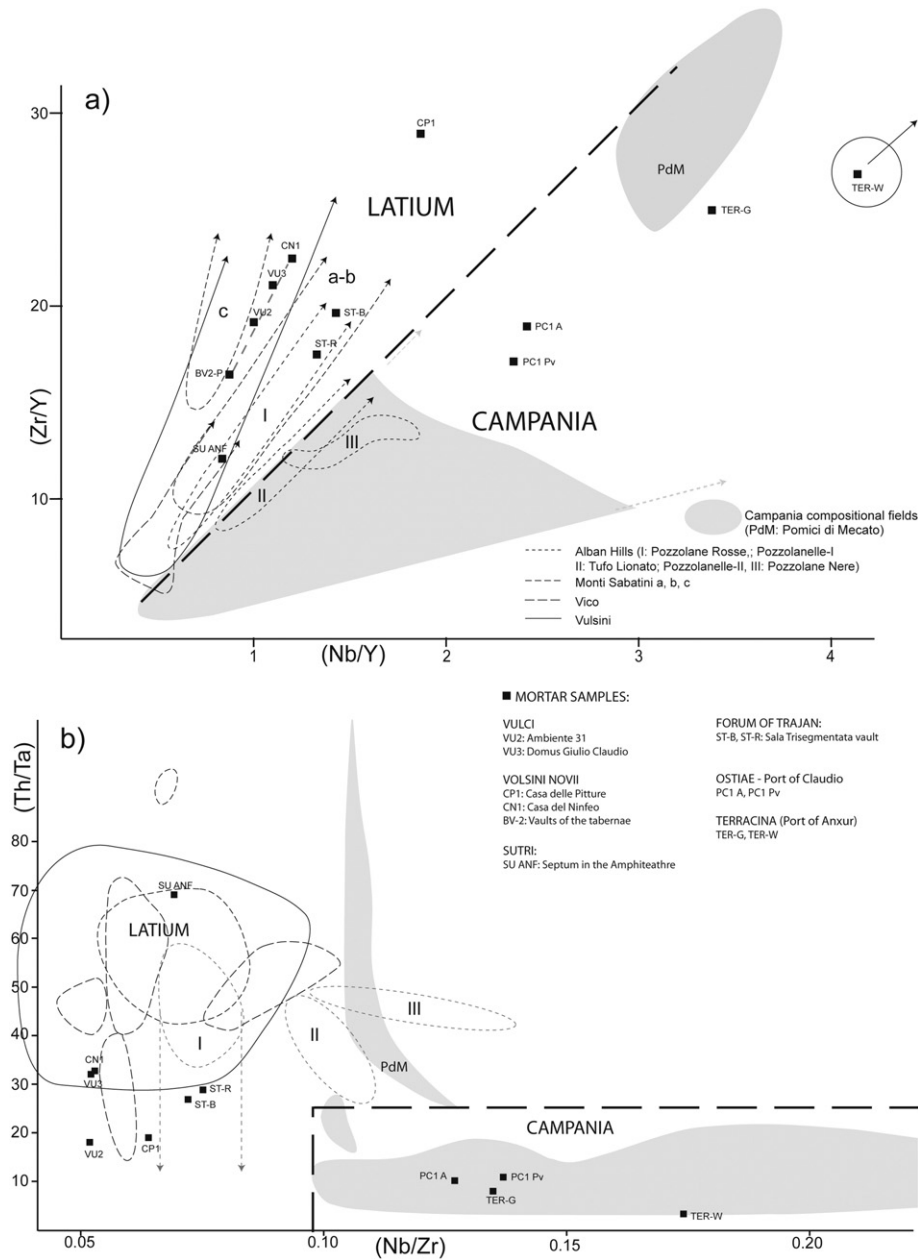 a)
30
20
10
(Zr/Y)
CP1
LATIUM
PdM
TER-W
TER-G
CN1
VU3
a-b
c
VU2
ST-B
PC1 A
ST-R
PC1 Pv
BV2-P
CAMPANIA
I
III
SU ANF
II
Campania compositional fields
(PdM: Pomici di Mecato)
Alban Hills (I: Pozzolane Rosse,; Pozzolanelle-I
II: Tufo Lionato; Pozzolanelle-II, III: Pozzolane Nere)
Monti Sabatini a, b, c
Vico
Vulsini
1
2
3
4
(Nb/Y)
b)
(Th/Ta)
MORTAR SAMPLES:
VULCI
VU2: Ambiente 31
VU3: Domus Giulio Claudio
VOLSINI NOVII
CP1: Casa delle Pitture
CN1: Casa del Ninfeo
BV-2: Vaults of the tabernae
SUTRI:
SU ANF: Septum in the Amphiteathre
FORUM OF TRAJAN:
ST-B, ST-R: Sala Trisegmentata vault
OSTIAE - Port of Claudio
PC1 A, PC1 Pv
TERRACINA (Port of Anxur)
TER-G, TER-W
80
70
60
50
40
30
20
10
SU ANF
LATIUM
III
I
II
PdM
CN1
VU3
ST-R
ST-B
VU2
CP1
CAMPANIA
PC1 A
PC1 Pv
TER-G
TER-W
0.05
0.10
0.15
0.20
(Nb/Zr)